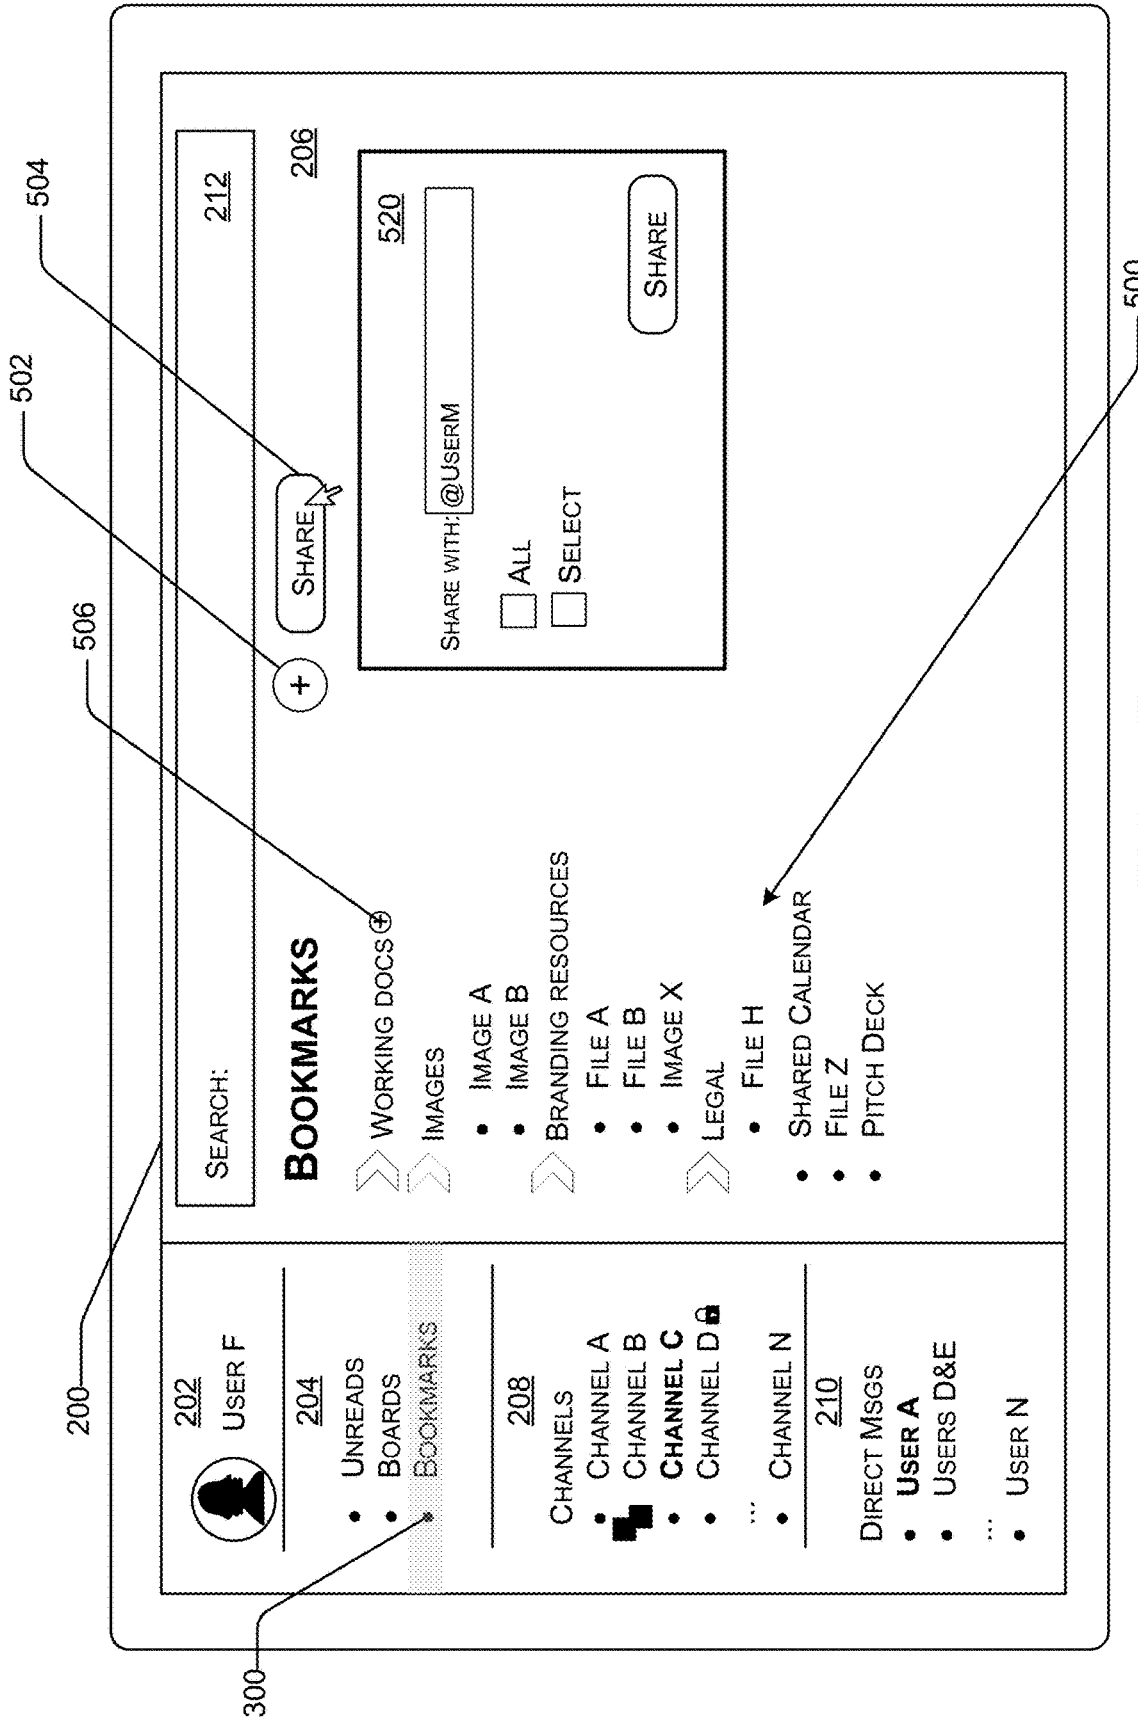 200
502
504
506
300
202
USER F
204
• UNREADS
• BOARDS
• BOOKMARKS
208
CHANNELS
• CHANNEL A
CHANNEL B
• CHANNEL C
• CHANNEL D
...
• CHANNEL N
210
DIRECT MSGS
• USER A
• USERS D&E
...
• USER N
SEARCH:
212
BOOKMARKS
+
SHARE
206
WORKING DOCS +
IMAGES
• IMAGE A
• IMAGE B
BRANDING RESOURCES
• FILE A
• FILE B
• IMAGE X
LEGAL
• FILE H
• SHARED CALENDAR
• FILE Z
• PITCH DECK
520
SHARE WITH: @USERM
ALL
SELECT
SHARE
500